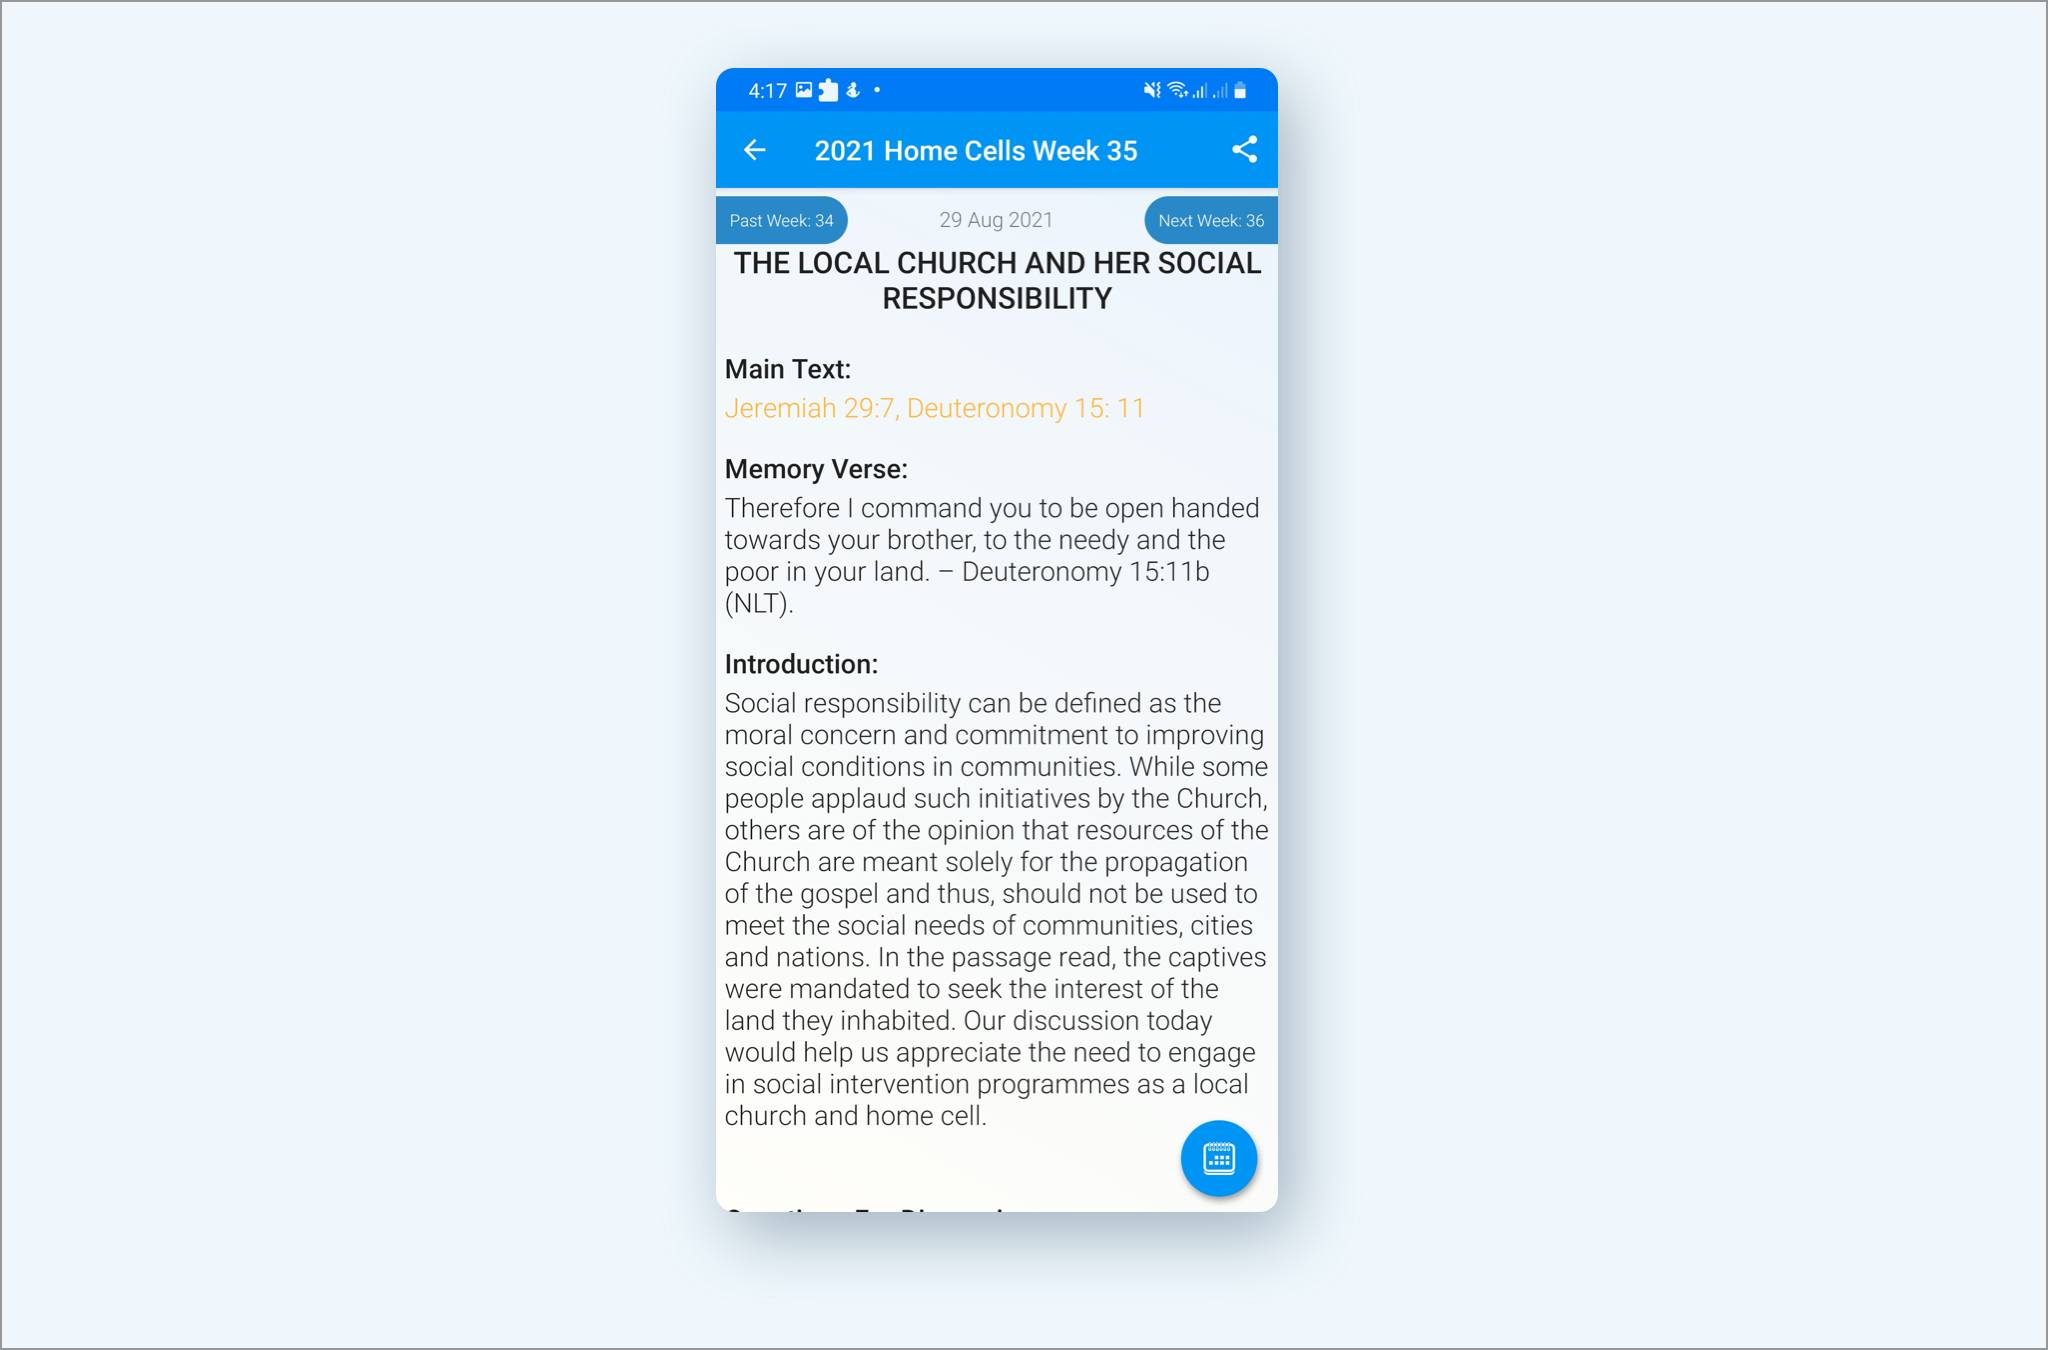 4:17
2021 Home Cells Week 35
Past Week: 34
29 Aug 2021
Next Week: 36
THE LOCAL CHURCH AND HER SOCIAL
RESPONSIBILITY
Main Text:
Jeremiah 29:7, Deuteronomy 15: 11
Memory Verse:
Therefore I command you to be open handed
towards your brother, to the needy and the
poor in your land. – Deuteronomy 15:11b
(NLT).
Introduction:
Social responsibility can be defined as the
moral concern and commitment to improving
social conditions in communities. While some
people applaud such initiatives by the Church,
others are of the opinion that resources of the
Church are meant solely for the propagation
of the gospel and thus, should not be used to
meet the social needs of communities, cities
and nations. In the passage read, the captives
were mandated to seek the interest of the
land they inhabited. Our discussion today
would help us appreciate the need to engage
in social intervention programmes as a local
church and home cell.